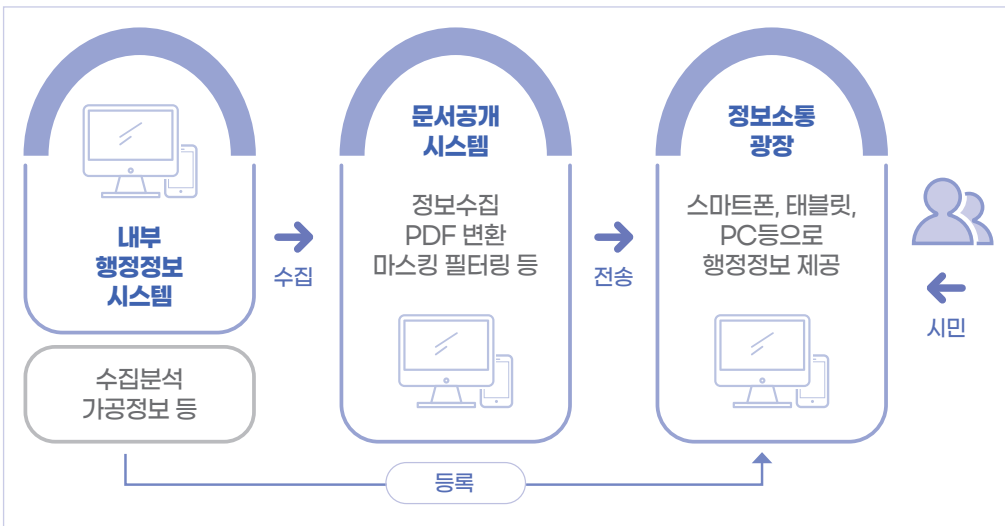 내부
행정정보
시스템
수집분석
가공정보 등
수집
문서공개
시스템
정보수집
PDF 변환
마스킹 필터링 등
전송
정보소통
광장
스마트폰, 태블릿,
PC등으로
행정정보 제공
시민
등록